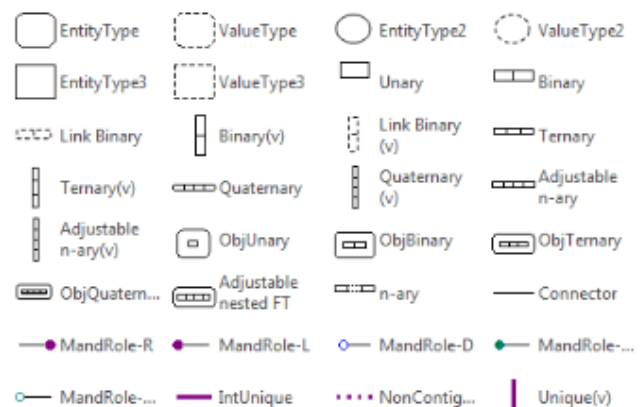 EntityType
ValueType
EntityType2
ValueType2
EntityType3
ValueType3
Unary
Binary
Link Binary
Binary(v)
Link Binary
(v)
Ternary
Ternary(v)
Quaternary
Quaternary
(v)
Adjustable
n-ary
Adjustable
n-ary(v)
ObjUnary
ObjBinary
ObjTernary
ObjQuatern...
Adjustable
nested FT
n-ary
Connector
MandRole-R
MandRole-L
MandRole-D
MandRole-...
MandRole-...
IntUnique
NonContig...
Unique(v)